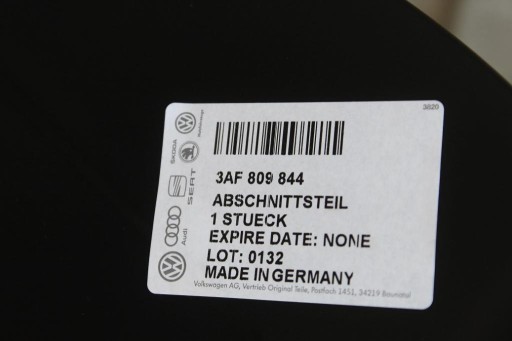 3820
3AF 809 844
ABSCHNITTSTEIL
1 STUECK
EXPIRE DATE: NONE
LOT: 0132
MADE IN GERMANY
Volkswagen AG, Vertrieb Original Teile, Postfach 1451, 34219 Baunatal
SKODA
SEAT
Audi